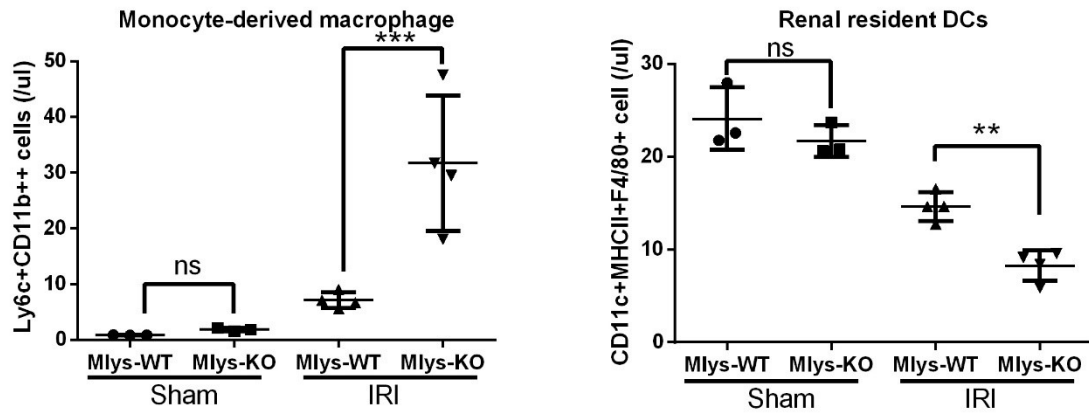 Monocyte-derived macrophage
Ly6c+CD11b++ cells (/ul)
50
40
30
20
10
0
ns
***
Mlys-WT Mlys-KO Mlys-WT Mlys-KO
Sham IRI
Renal resident DCs
CD11c+MHCII+F4/80+ cell (/ul)
30
20
10
0
ns
**
Mlys-WT Mlys-KO Mlys-WT Mlys-KO
Sham IRI